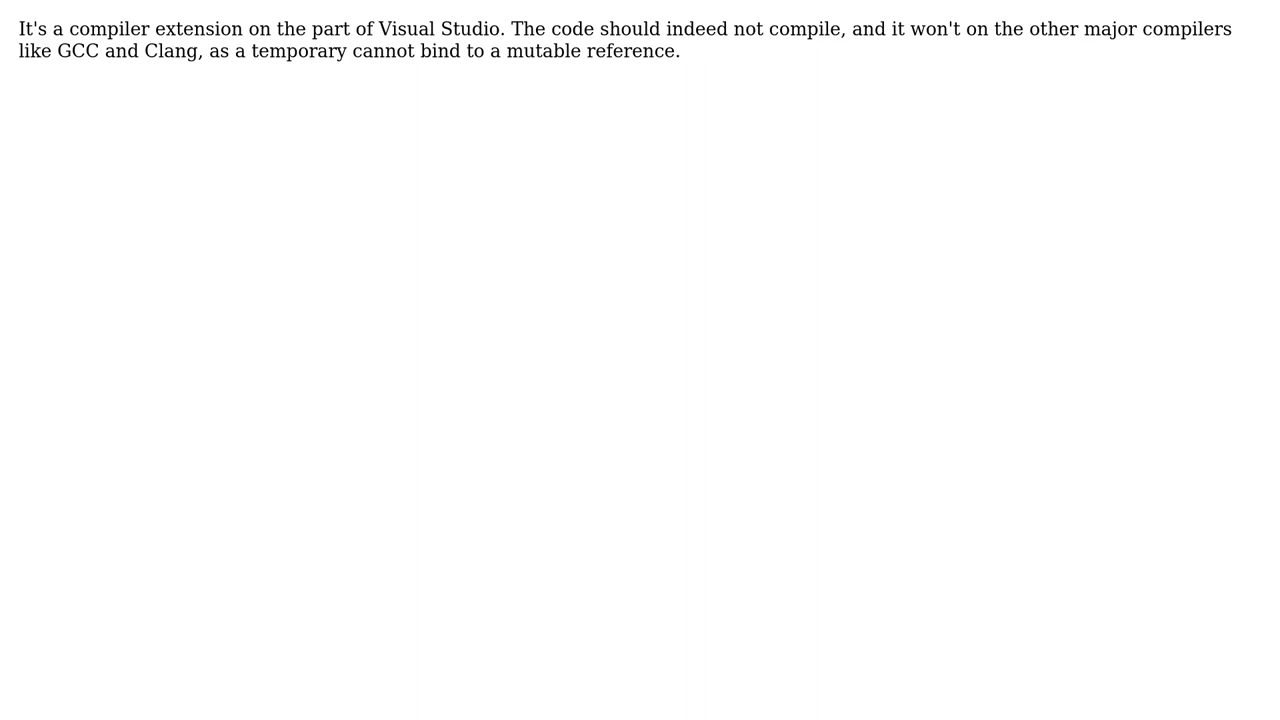 It's a compiler extension on the part of Visual Studio. The code should indeed not compile, and it won't on the other major compilers
like GCC and Clang, as a temporary cannot bind to a mutable reference.